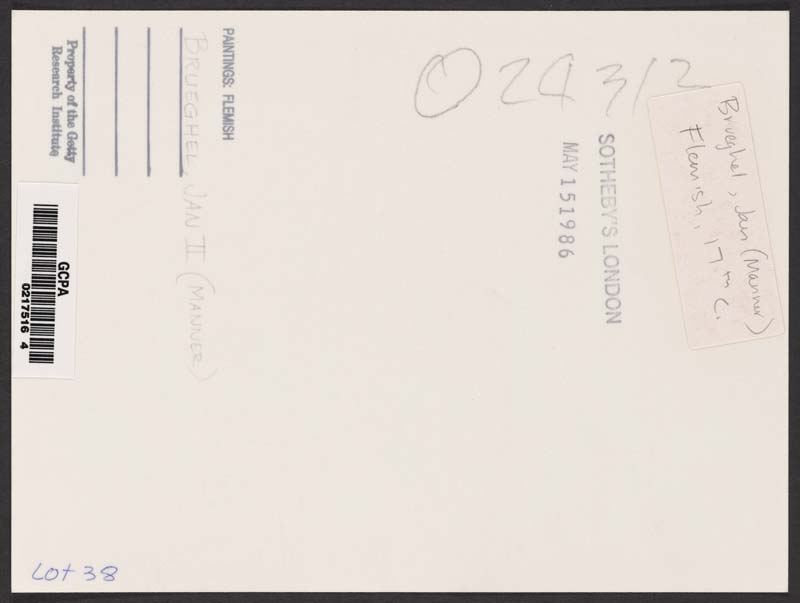 PAINTINGS: FLEMISH
BRUEGHEL, JAN II (MANNER)
Property of the Getty
Research Institute
GCPA
0217516 4
SOTHEBY'S LONDON
MAY 15 1986
Brueghel, Jan (Manner)
Flemish, 17th c.
Lot 38